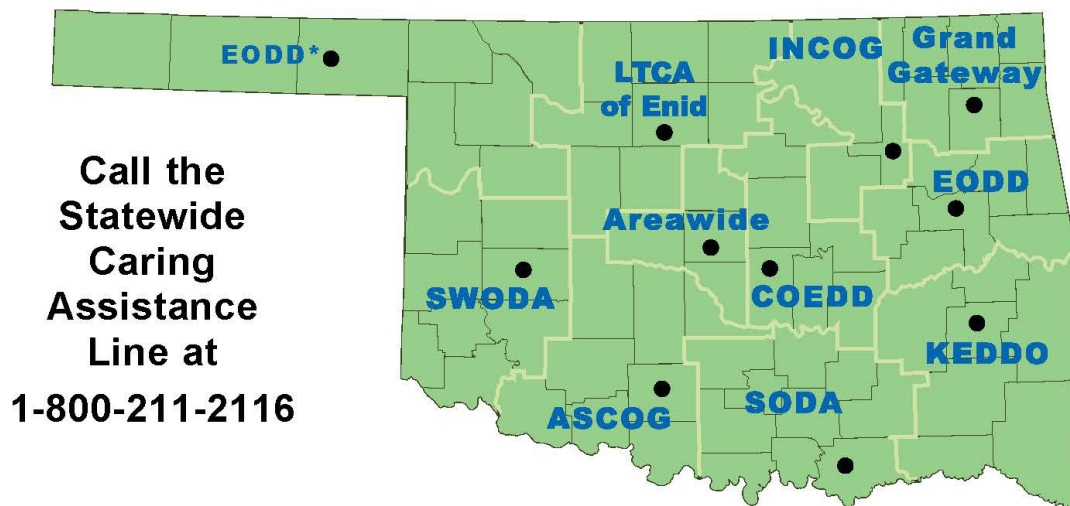 Call the
Statewide
Caring
Assistance
Line at
1-800-211-2116
EODD*
LTCA
of Enid
INCOG
Grand
Gateway
EODD
Areawide
SWODA
COEDD
KEDDO
ASCOG
SODA